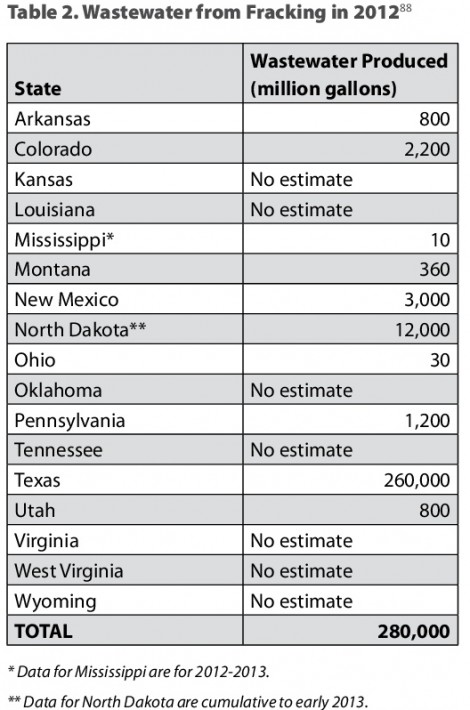 Table 2. Wastewater from Fracking in 2012⁸⁸
Wastewater Produced
State (million gallons)
Arkansas 800
Colorado 2,200
Kansas No estimate
Louisiana No estimate
Mississippi* 10
Montana 360
New Mexico 3,000
North Dakota** 12,000
Ohio 30
Oklahoma No estimate
Pennsylvania 1,200
Tennessee No estimate
Texas 260,000
Utah 800
Virginia No estimate
West Virginia No estimate
Wyoming No estimate
TOTAL 280,000
* Data for Mississippi are for 2012-2013.
** Data for North Dakota are cumulative to early 2013.